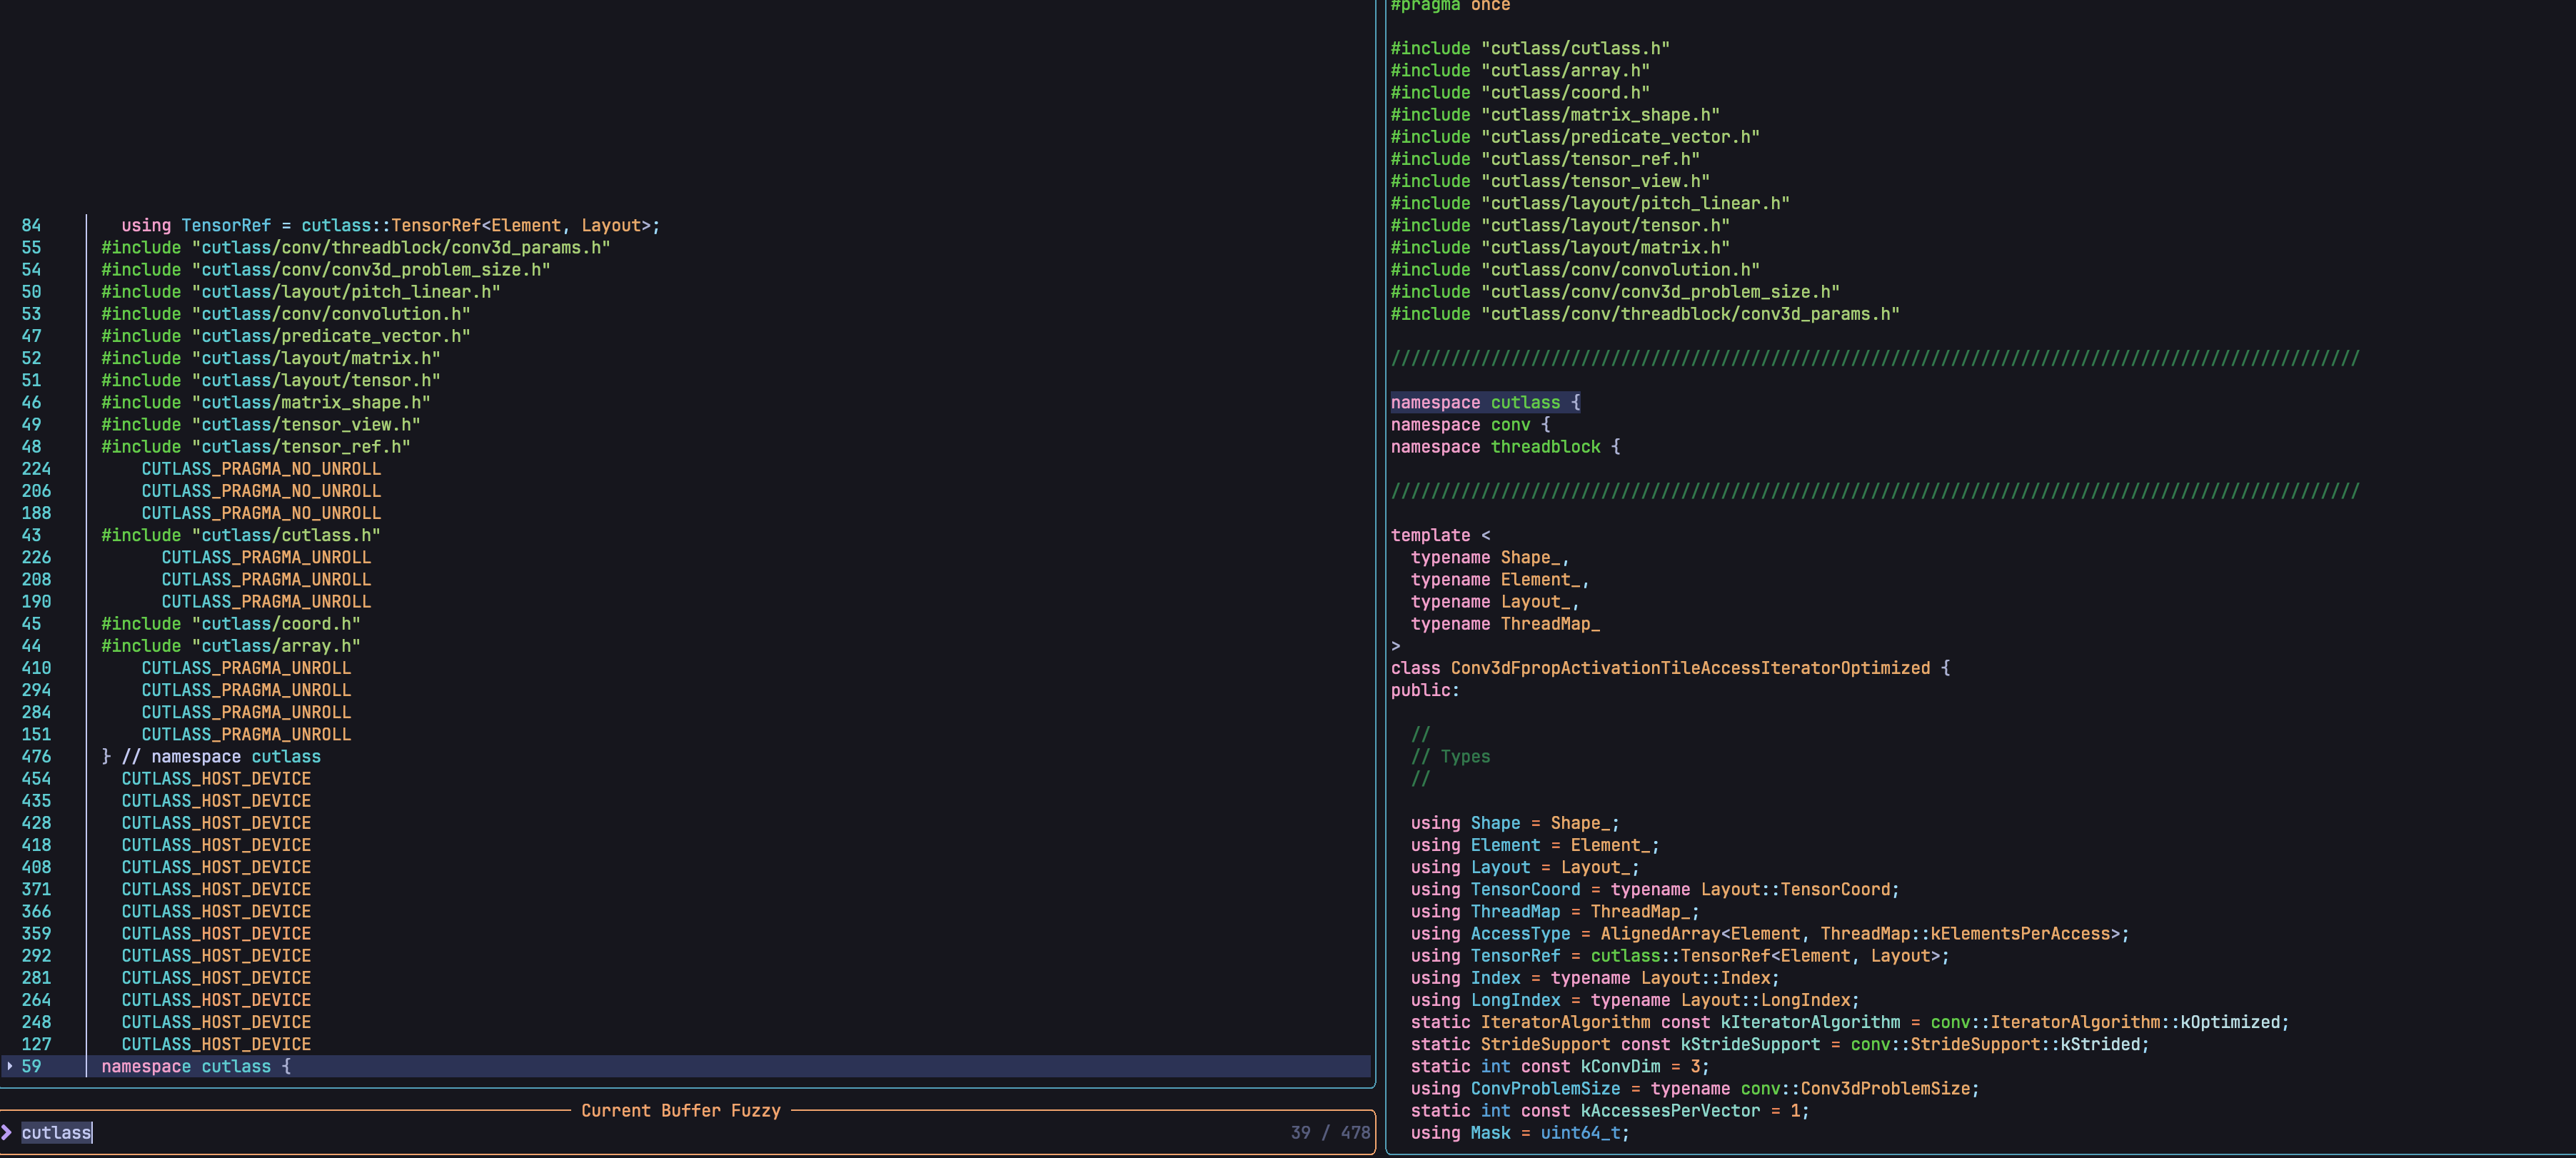 84 using TensorRef = cutlass::TensorRef<Element, Layout>;
55 #include "cutlass/conv/threadblock/conv3d_params.h"
54 #include "cutlass/conv/conv3d_problem_size.h"
50 #include "cutlass/layout/pitch_linear.h"
53 #include "cutlass/conv/convolution.h"
47 #include "cutlass/predicate_vector.h"
52 #include "cutlass/layout/matrix.h"
51 #include "cutlass/layout/tensor.h"
46 #include "cutlass/matrix_shape.h"
49 #include "cutlass/tensor_view.h"
48 #include "cutlass/tensor_ref.h"
224 CUTLASS_PRAGMA_NO_UNROLL
206 CUTLASS_PRAGMA_NO_UNROLL
188 CUTLASS_PRAGMA_NO_UNROLL
43 #include "cutlass/cutlass.h"
226 CUTLASS_PRAGMA_UNROLL
208 CUTLASS_PRAGMA_UNROLL
190 CUTLASS_PRAGMA_UNROLL
45 #include "cutlass/coord.h"
44 #include "cutlass/array.h"
410 CUTLASS_PRAGMA_UNROLL
294 CUTLASS_PRAGMA_UNROLL
284 CUTLASS_PRAGMA_UNROLL
151 CUTLASS_PRAGMA_UNROLL
476 } // namespace cutlass
454 CUTLASS_HOST_DEVICE
435 CUTLASS_HOST_DEVICE
428 CUTLASS_HOST_DEVICE
418 CUTLASS_HOST_DEVICE
408 CUTLASS_HOST_DEVICE
371 CUTLASS_HOST_DEVICE
366 CUTLASS_HOST_DEVICE
359 CUTLASS_HOST_DEVICE
292 CUTLASS_HOST_DEVICE
281 CUTLASS_HOST_DEVICE
264 CUTLASS_HOST_DEVICE
248 CUTLASS_HOST_DEVICE
127 CUTLASS_HOST_DEVICE
59 namespace cutlass {
Current Buffer Fuzzy
cutlass 39 / 478
#pragma once
#include "cutlass/cutlass.h"
#include "cutlass/array.h"
#include "cutlass/coord.h"
#include "cutlass/matrix_shape.h"
#include "cutlass/predicate_vector.h"
#include "cutlass/tensor_ref.h"
#include "cutlass/tensor_view.h"
#include "cutlass/layout/pitch_linear.h"
#include "cutlass/layout/tensor.h"
#include "cutlass/layout/matrix.h"
#include "cutlass/conv/convolution.h"
#include "cutlass/conv/conv3d_problem_size.h"
#include "cutlass/conv/threadblock/conv3d_params.h"
/////////////////////////////////////////////////////////////////////////////////////////////////
namespace cutlass {
namespace conv {
namespace threadblock {
/////////////////////////////////////////////////////////////////////////////////////////////////
template <
typename Shape_,
typename Element_,
typename Layout_,
typename ThreadMap_
>
class Conv3dFpropActivationTileAccessIteratorOptimized {
public:
//
// Types
//
using Shape = Shape_;
using Element = Element_;
using Layout = Layout_;
using TensorCoord = typename Layout::TensorCoord;
using ThreadMap = ThreadMap_;
using AccessType = AlignedArray<Element, ThreadMap::kElementsPerAccess>;
using TensorRef = cutlass::TensorRef<Element, Layout>;
using Index = typename Layout::Index;
using LongIndex = typename Layout::LongIndex;
static IteratorAlgorithm const kIteratorAlgorithm = conv::IteratorAlgorithm::kOptimized;
static StrideSupport const kStrideSupport = conv::StrideSupport::kStrided;
static int const kConvDim = 3;
using ConvProblemSize = typename conv::Conv3dProblemSize;
static int const kAccessesPerVector = 1;
using Mask = uint64_t;